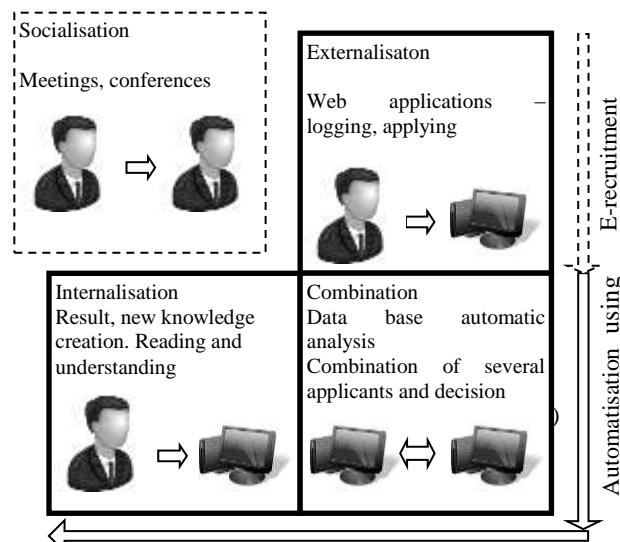 Socialisation
Meetings, conferences
Externalisaton
Web applications –
logging, applying
Internalisation
Result, new knowledge
creation. Reading and
understanding
Combination
Data base automatic
analysis
Combination of several
applicants and decision
)
E-recruitment
Automatisation using